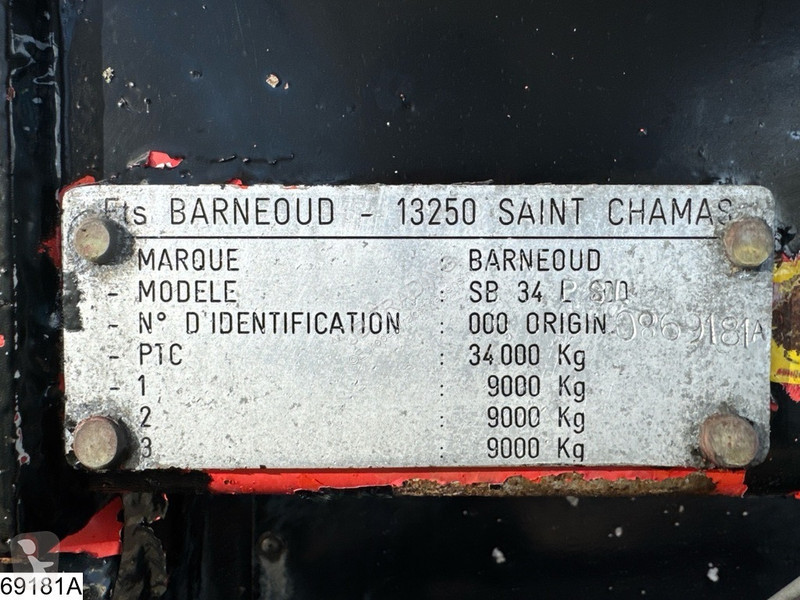 Ets BARNEOUD - 13250 SAINT CHAMAS
- MARQUE : BARNEOUD
- MODELE : SB 34
- N° D'IDENTIFICATION : 000 ORIGIN
- PTC : 34000 Kg
- 1 : 9000 Kg
2 : 9000 Kg
3 : 9000 Kg
69181A